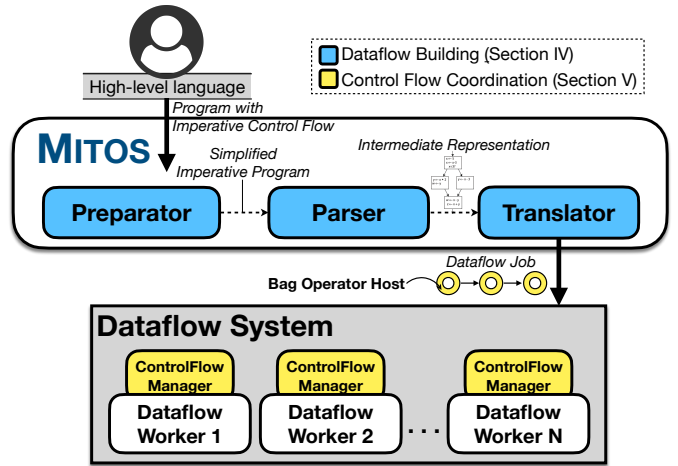 High-level language
Dataflow Building (Section IV)
Control Flow Coordination (Section V)
Program with
Imperative Control Flow
MITOS
Simplified
Imperative Program
Intermediate Representation
Preparator
Parser
Translator
Dataflow Job
Bag Operator Host
Dataflow System
ControlFlow
Manager
Dataflow
Worker 1
ControlFlow
Manager
Dataflow
Worker 2
...
ControlFlow
Manager
Dataflow
Worker N